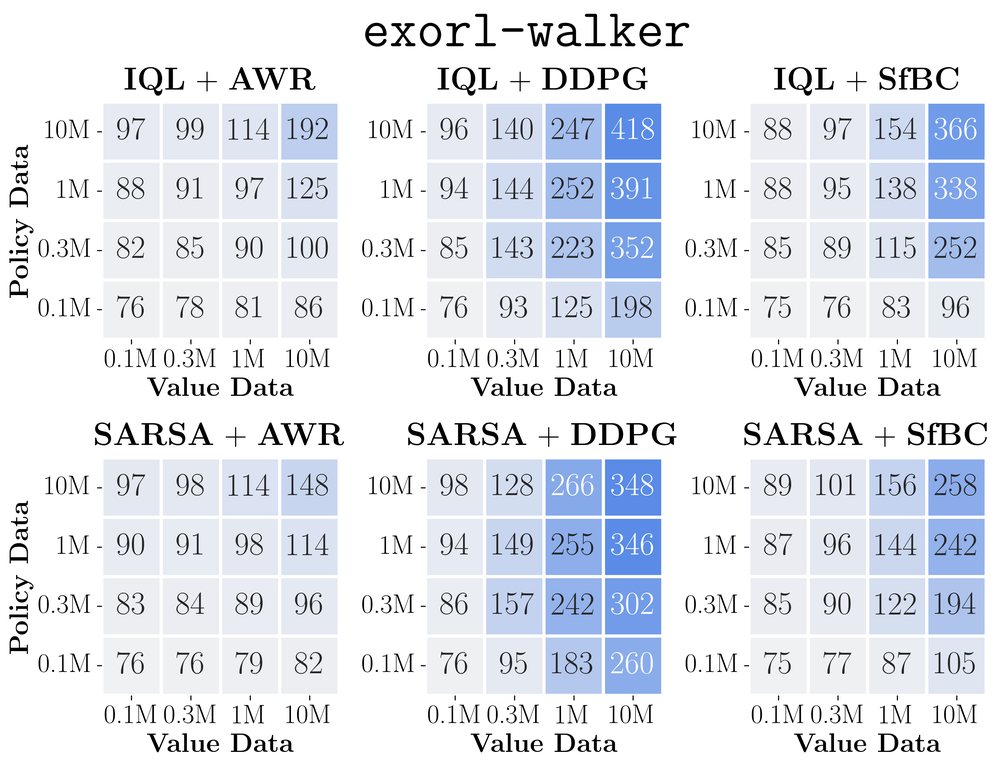 exorl-walker
IQL + AWR
IQL + DDPG
IQL + SfBC
Policy Data
10M 97 99 114 192
1M 88 91 97 125
0.3M 82 85 90 100
0.1M 76 78 81 86
0.1M 0.3M 1M 10M
Value Data
10M 96 140 247 418
1M 94 144 252 391
0.3M 85 143 223 352
0.1M 76 93 125 198
0.1M 0.3M 1M 10M
Value Data
10M 88 97 154 366
1M 88 95 138 338
0.3M 85 89 115 252
0.1M 75 76 83 96
0.1M 0.3M 1M 10M
Value Data
SARSA + AWR
SARSA + DDPG
SARSA + SfBC
Policy Data
10M 97 98 114 148
1M 90 91 98 114
0.3M 83 84 89 96
0.1M 76 76 79 82
0.1M 0.3M 1M 10M
Value Data
10M 98 128 266 348
1M 94 149 255 346
0.3M 86 157 242 302
0.1M 76 95 183 260
0.1M 0.3M 1M 10M
Value Data
10M 89 101 156 258
1M 87 96 144 242
0.3M 85 90 122 194
0.1M 75 77 87 105
0.1M 0.3M 1M 10M
Value Data